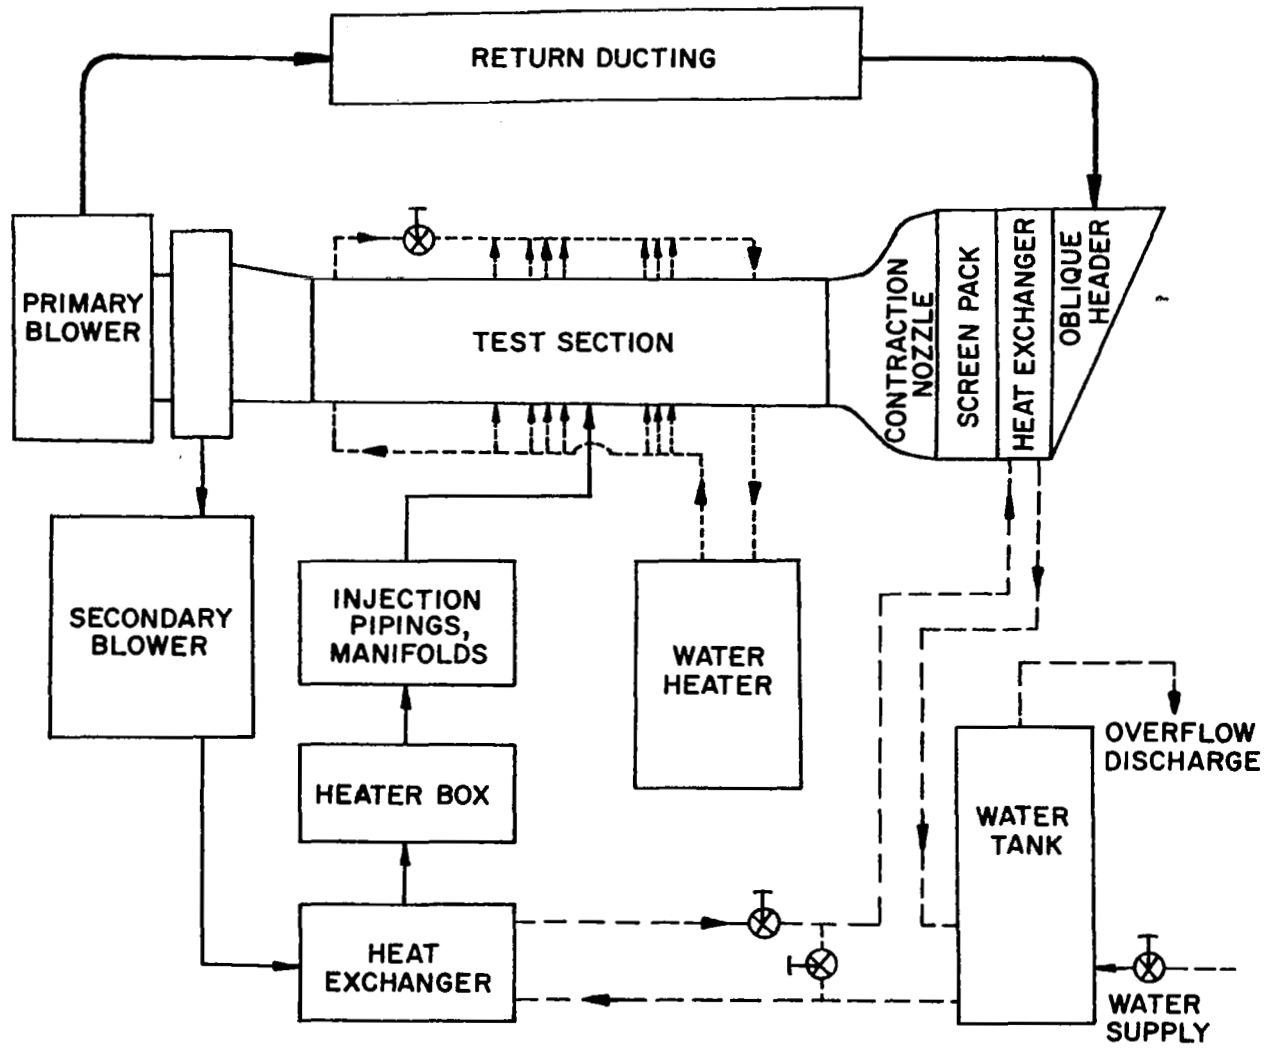 RETURN DUCTING
PRIMARY
BLOWER
TEST SECTION
CONTRACTION
NOZZLE
SCREEN PACK
HEAT EXCHANGER
OBLIQUE
HEADER
SECONDARY
BLOWER
INJECTION
PIPINGS,
MANIFOLDS
WATER
HEATER
HEATER BOX
HEAT
EXCHANGER
WATER
TANK
OVERFLOW
DISCHARGE
WATER
SUPPLY